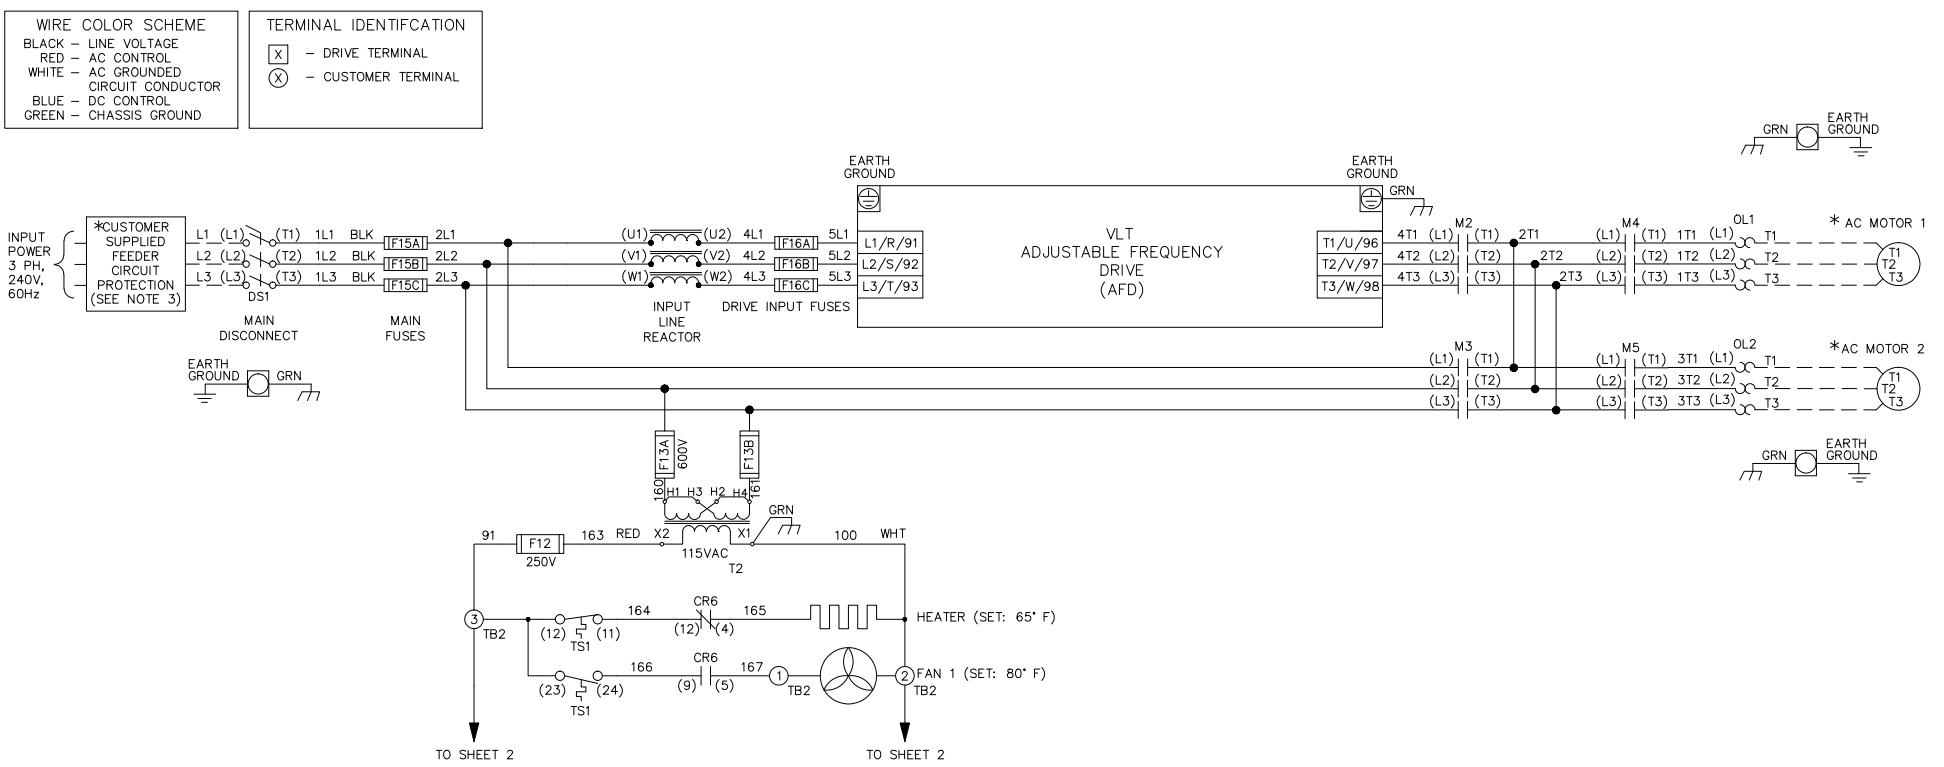 WIRE COLOR SCHEME
BLACK – LINE VOLTAGE
RED – AC CONTROL
WHITE – AC GROUNDED
CIRCUIT CONDUCTOR
BLUE – DC CONTROL
GREEN – CHASSIS GROUND
TERMINAL IDENTIFCATION
X – DRIVE TERMINAL
X – CUSTOMER TERMINAL
GRN
EARTH
GROUND
EARTH
GROUND
EARTH
GROUND
GRN
INPUT
POWER
3 PH,
240V,
60Hz
*CUSTOMER
SUPPLIED
FEEDER
CIRCUIT
PROTECTION
(SEE NOTE 3)
L1 (L1) (T1) 1L1 BLK F15A 2L1
L2 (L2) (T2) 1L2 BLK F15B 2L2
L3 (L3) (T3) 1L3 BLK F15C 2L3
DS1
MAIN
DISCONNECT
MAIN
FUSES
(U1) (U2) 4L1 F16A 5L1 L1/R/91
(V1) (V2) 4L2 F16B 5L2 L2/S/92
(W1) (W2) 4L3 F16C 5L3 L3/T/93
INPUT
LINE
REACTOR
DRIVE INPUT FUSES
VLT
ADJUSTABLE FREQUENCY
DRIVE
(AFD)
M2 M4 OL1
* AC MOTOR 1
T1/U/96 4T1 (L1) (T1) 2T1 (L1) (T1) 1T1 (L1) T1
T2/V/97 4T2 (L2) (T2) 2T2 (L2) (T2) 1T2 (L2) T2
T3/W/98 4T3 (L3) (T3) 2T3 (L3) (T3) 1T3 (L3) T3
T1
T2
T3
M3 M5 OL2
*AC MOTOR 2
(L1) (T1) (L1) (T1) 3T1 (L1) T1
(L2) (T2) (L2) (T2) 3T2 (L2) T2
(L3) (T3) (L3) (T3) 3T3 (L3) T3
T1
T2
T3
EARTH
GROUND
GRN
GRN
EARTH
GROUND
F13A
600V
F13B
160
161
H1 H3 H2 H4
GRN
91 F12 163 RED X2 X1 100 WHT
250V
115VAC
T2
3
TB2
(12) (11) 164 CR6 165
TS1
(12) (4)
HEATER (SET: 65° F)
(23) (24) 166 CR6 167 1
TS1
(9) (5)
TB2
2
TB2
FAN 1 (SET: 80° F)
TO SHEET 2
TO SHEET 2